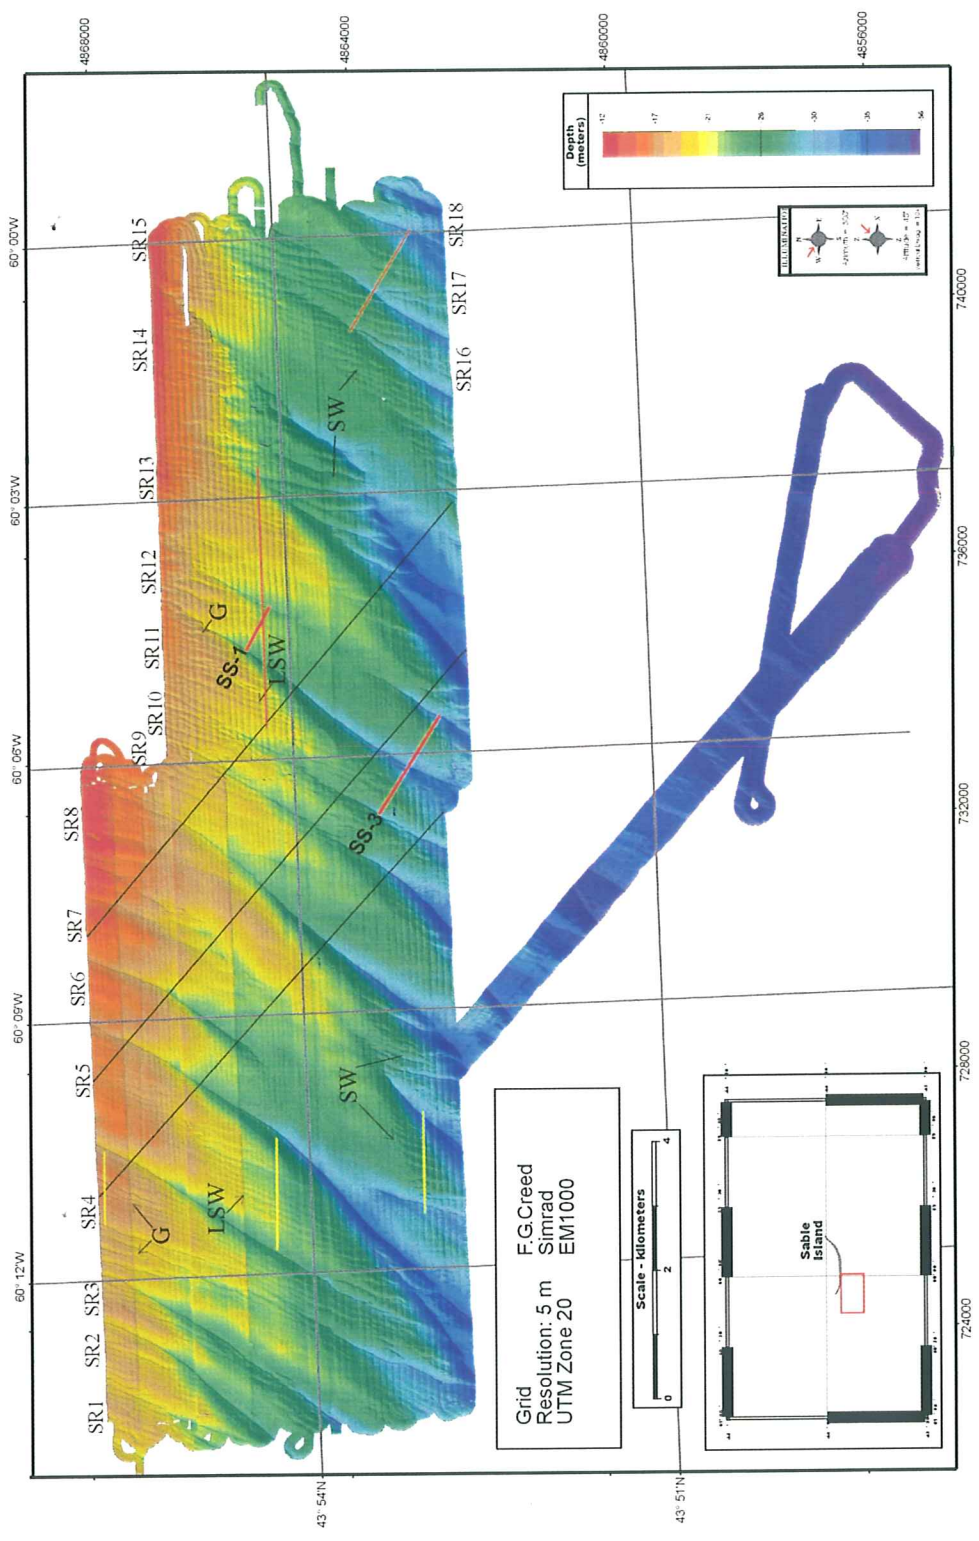 60° 12'W
60° 09'W
60° 06'W
60° 03'W
60° 00'W
SR1
SR2
SR3
SR4
SR5
SR6
SR7
SR8
SR9
SR10
SR11
SR12
SR13
SR14
SR15
4868000
G
LSW
G
SS-1
LSW
43° 54'N
4864000
SW
SW
SS-3
SR16
SR17
SR18
Grid
Resolution: 5 m
UTM Zone 20
F.G.Creed
Simrad
EM1000
4860000
Depth
(meters)
-12
-17
-21
-26
-30
-35
-56
Scale - kilometers
0
2
4
43° 51'N
Sable
Island
4856000
724000
728000
732000
736000
740000